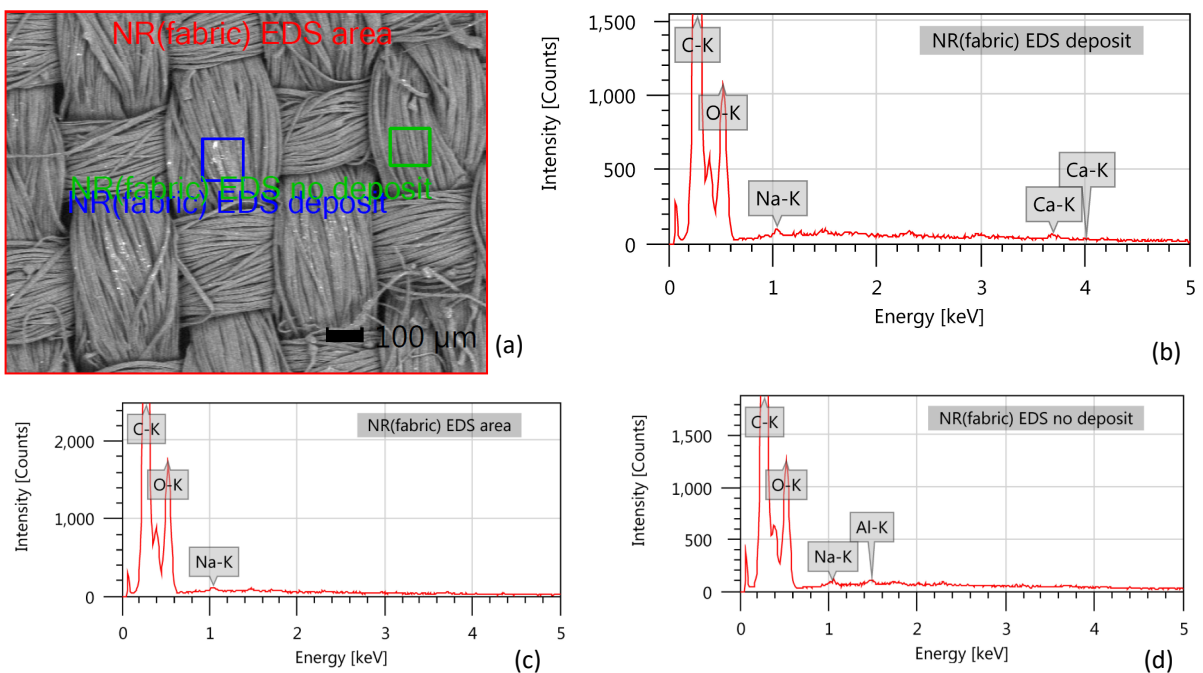 NR(fabric) EDS area
NR(fabric) EDS no deposit
NR(fabric) EDS deposit
100 µm
(a)
1,500
1,000
500
0
Intensity [Counts]
C-K
O-K
Na-K
Ca-K
Ca-K
NR(fabric) EDS deposit
0 1 2 3 4 5
Energy [keV]
(b)
2,000
1,000
0
Intensity [Counts]
C-K
O-K
Na-K
NR(fabric) EDS area
0 1 2 3 4 5
Energy [keV]
(c)
1,500
1,000
500
0
Intensity [Counts]
C-K
O-K
Na-K
Al-K
NR(fabric) EDS no deposit
0 1 2 3 4 5
Energy [keV]
(d)